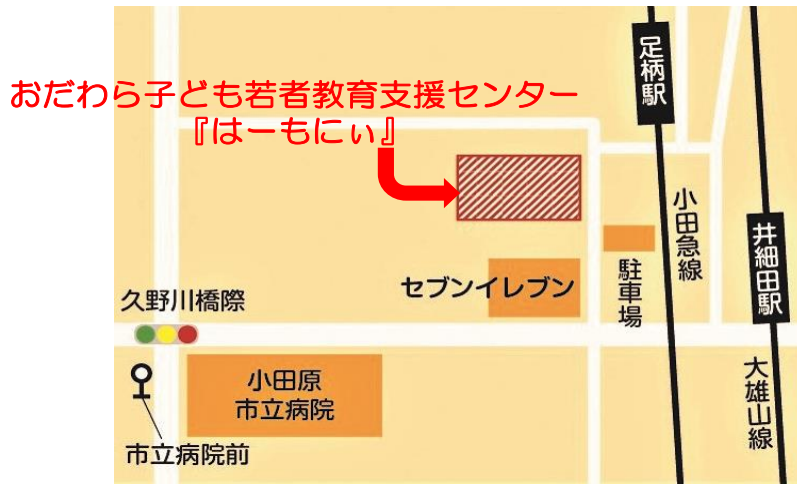 おだわら子ども若者教育支援センター
『はーもにぃ』
足柄駅
小田急線
井細田駅
駐車場
セブンイレブン
久野川橋際
大雄山線
小田原
市立病院
市立病院前